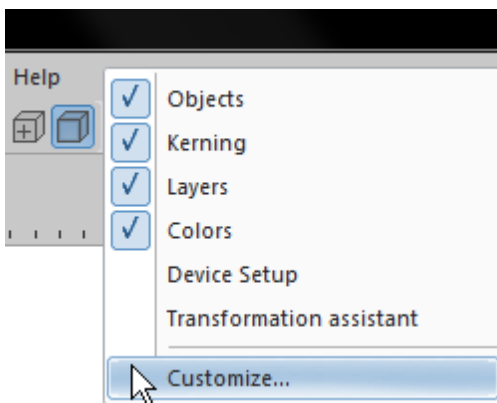 Help
Objects
Kerning
Layers
Colors
Device Setup
Transformation assistant
Customize...